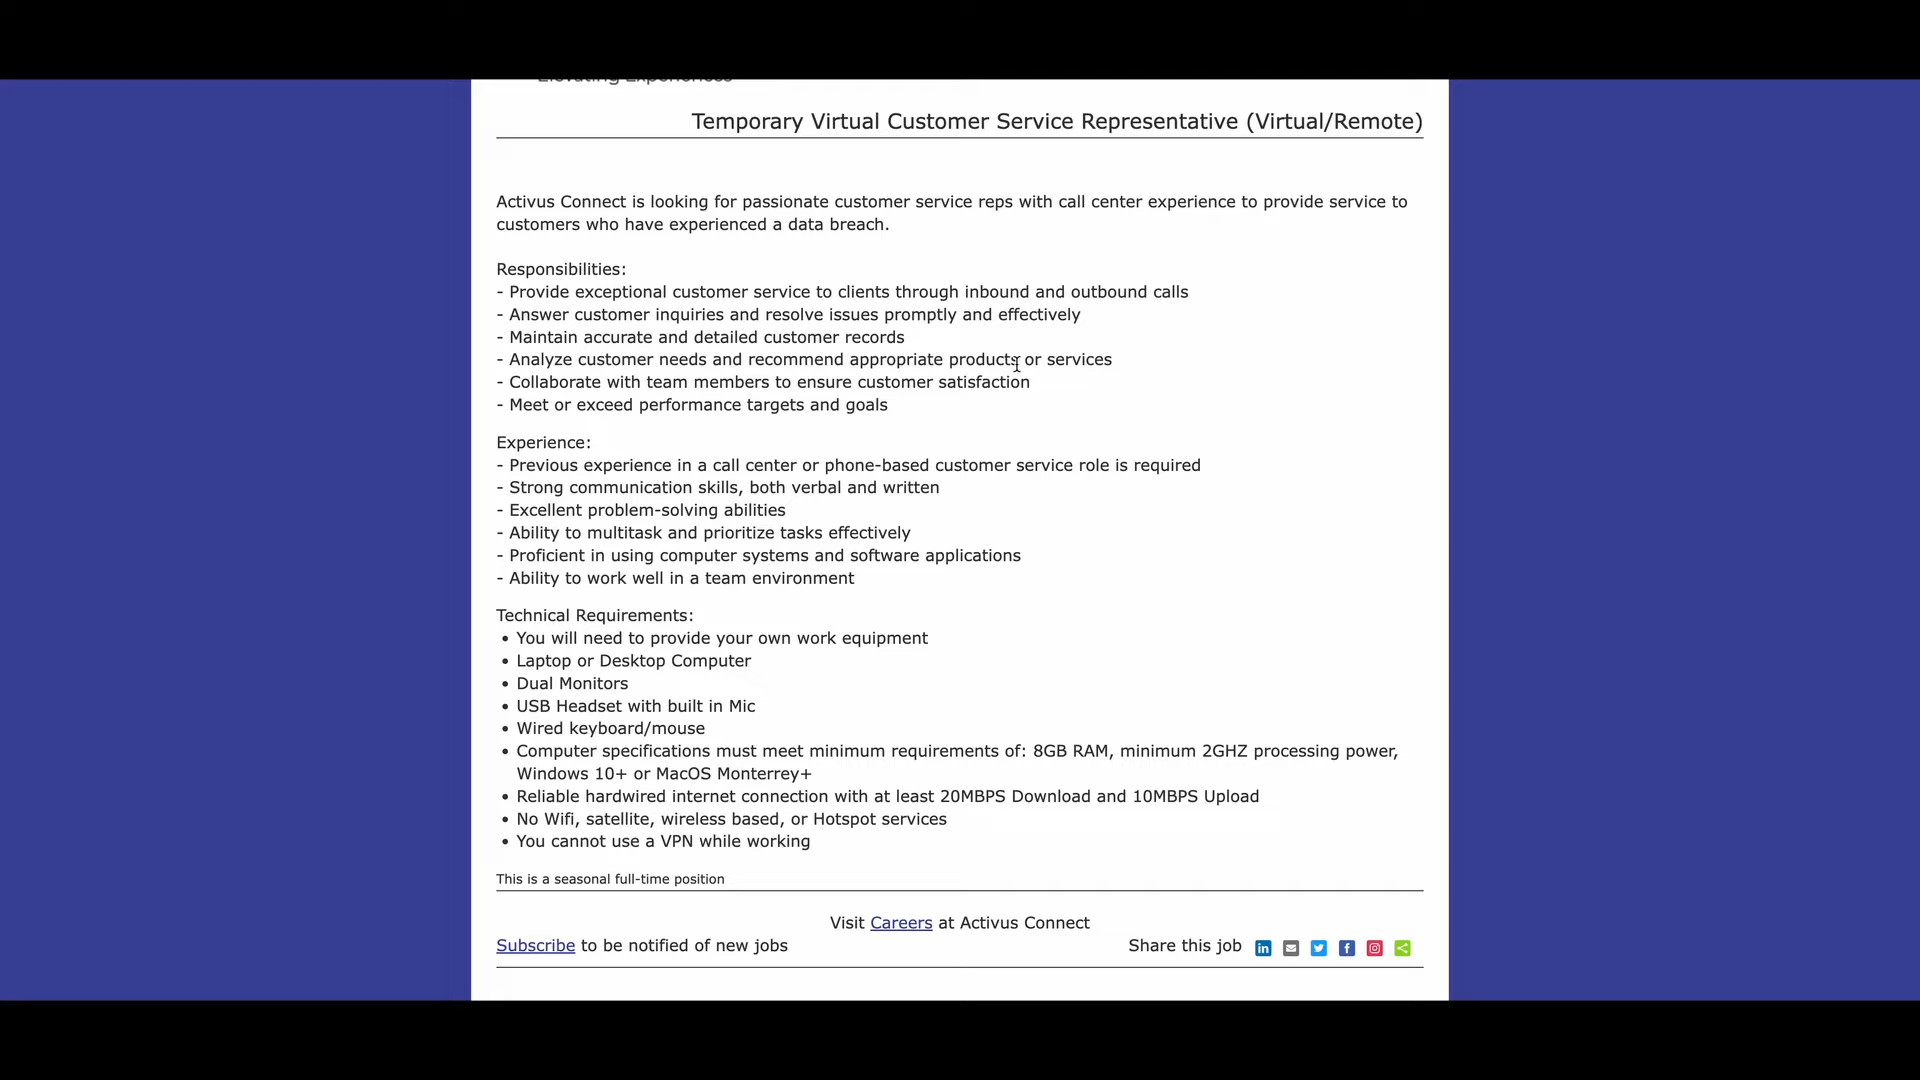 Elevating Experiences
Temporary Virtual Customer Service Representative (Virtual/Remote)
Activus Connect is looking for passionate customer service reps with call center experience to provide service to
customers who have experienced a data breach.
Responsibilities:
- Provide exceptional customer service to clients through inbound and outbound calls
- Answer customer inquiries and resolve issues promptly and effectively
- Maintain accurate and detailed customer records
- Analyze customer needs and recommend appropriate products or services
- Collaborate with team members to ensure customer satisfaction
- Meet or exceed performance targets and goals
Experience:
- Previous experience in a call center or phone-based customer service role is required
- Strong communication skills, both verbal and written
- Excellent problem-solving abilities
- Ability to multitask and prioritize tasks effectively
- Proficient in using computer systems and software applications
- Ability to work well in a team environment
Technical Requirements:
• You will need to provide your own work equipment
• Laptop or Desktop Computer
• Dual Monitors
• USB Headset with built in Mic
• Wired keyboard/mouse
• Computer specifications must meet minimum requirements of: 8GB RAM, minimum 2GHZ processing power,
Windows 10+ or MacOS Monterrey+
• Reliable hardwired internet connection with at least 20MBPS Download and 10MBPS Upload
• No Wifi, satellite, wireless based, or Hotspot services
• You cannot use a VPN while working
This is a seasonal full-time position
Visit Careers at Activus Connect
Subscribe to be notified of new jobs
Share this job